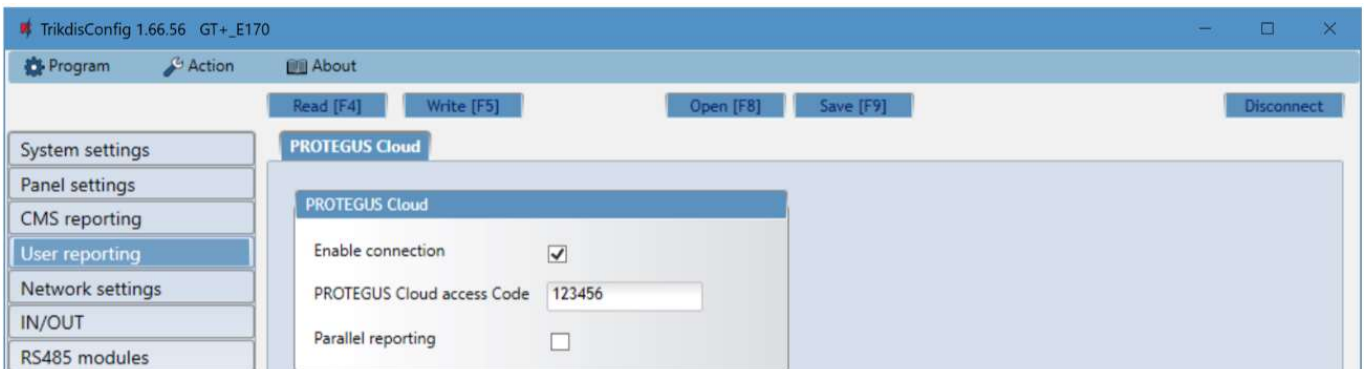 TrikdisConfig 1.66.56 GT+_E170
Program Action About
Read [F4] Write [F5] Open [F8] Save [F9] Disconnect
System settings
Panel settings
CMS reporting
User reporting
Network settings
IN/OUT
RS485 modules
PROTEGUS Cloud
PROTEGUS Cloud
Enable connection
PROTEGUS Cloud access Code 123456
Parallel reporting